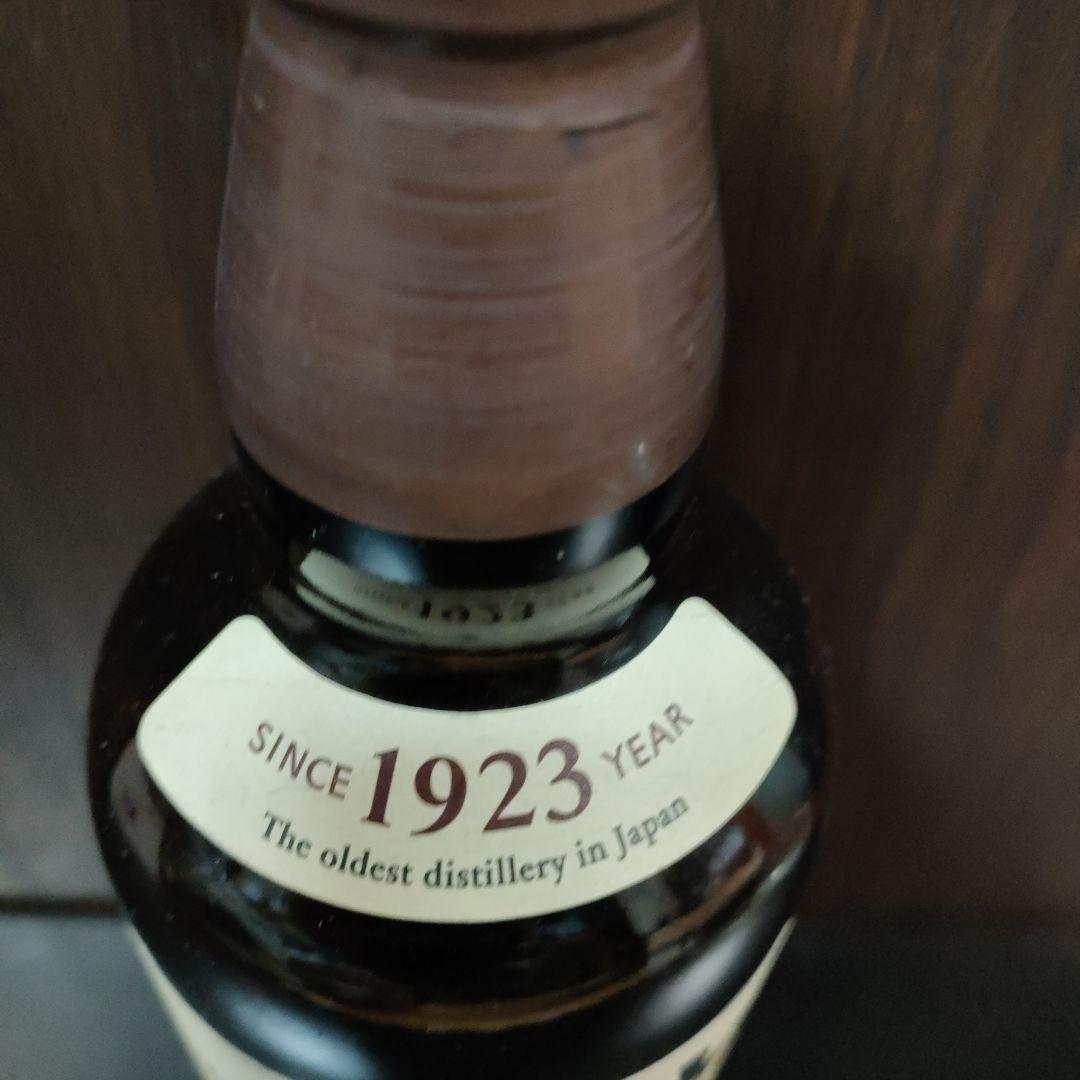 SINCE 1923 YEAR
The oldest distillery in Japan